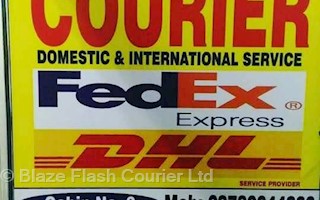 COURIER
DOMESTIC & INTERNATIONAL SERVICE
FedEx ®
Express
DHL
SERVICE PROVIDER
© Blaze Flash Courier Ltd